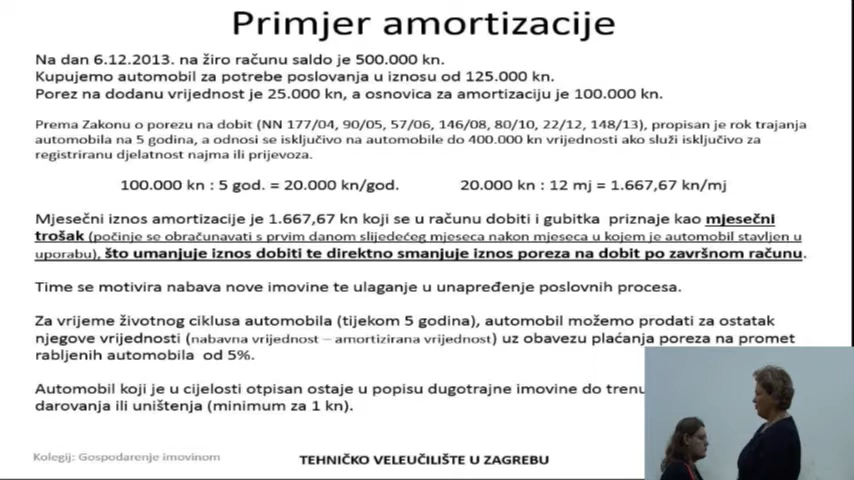 Primjer amortizacije
Na dan 6.12.2013. na žiro računu saldo je 500.000 kn.
Kupujemo automobil za potrebe poslovanja u iznosu od 125.000 kn.
Porez na dodanu vrijednost je 25.000 kn, a osnovica za amortizaciju je 100.000 kn.
Prema Zakonu o porezu na dobit (NN 177/04, 90/05, 57/06, 146/08, 80/10, 22/12, 148/13), propisan je rok trajanja
automobila na 5 godina, a odnosi se isključivo na automobile do 400.000 kn vrijednosti ako služi isključivo za
registriranu djelatnost najma ili prijevoza.
100.000 kn : 5 god. = 20.000 kn/god. 20.000 kn : 12 mj = 1.667,67 kn/mj
Mjesečni iznos amortizacije je 1.667,67 kn koji se u računu dobiti i gubitka priznaje kao mjesečni
trošak (počinje se obračunavati s prvim danom slijedećeg mjeseca nakon mjeseca u kojem je automobil stavljen u
uporabu), što umanjuje iznos dobiti te direktno smanjuje iznos poreza na dobit po završnom računu.
Time se motivira nabava nove imovine te ulaganje u unapređenje poslovnih procesa.
Za vrijeme životnog ciklusa automobila (tijekom 5 godina), automobil možemo prodati za ostatak
njegove vrijednosti (nabavna vrijednost – amortizirana vrijednost) uz obavezu plaćanja poreza na promet
rabljenih automobila od 5%.
Automobil koji je u cijelosti otpisan ostaje u popisu dugotrajne imovine do trenu
darovanja ili uništenja (minimum za 1 kn).
Kolegij: Gospodarenje imovinom
TEHNIČKO VELEUČILIŠTE U ZAGREBU